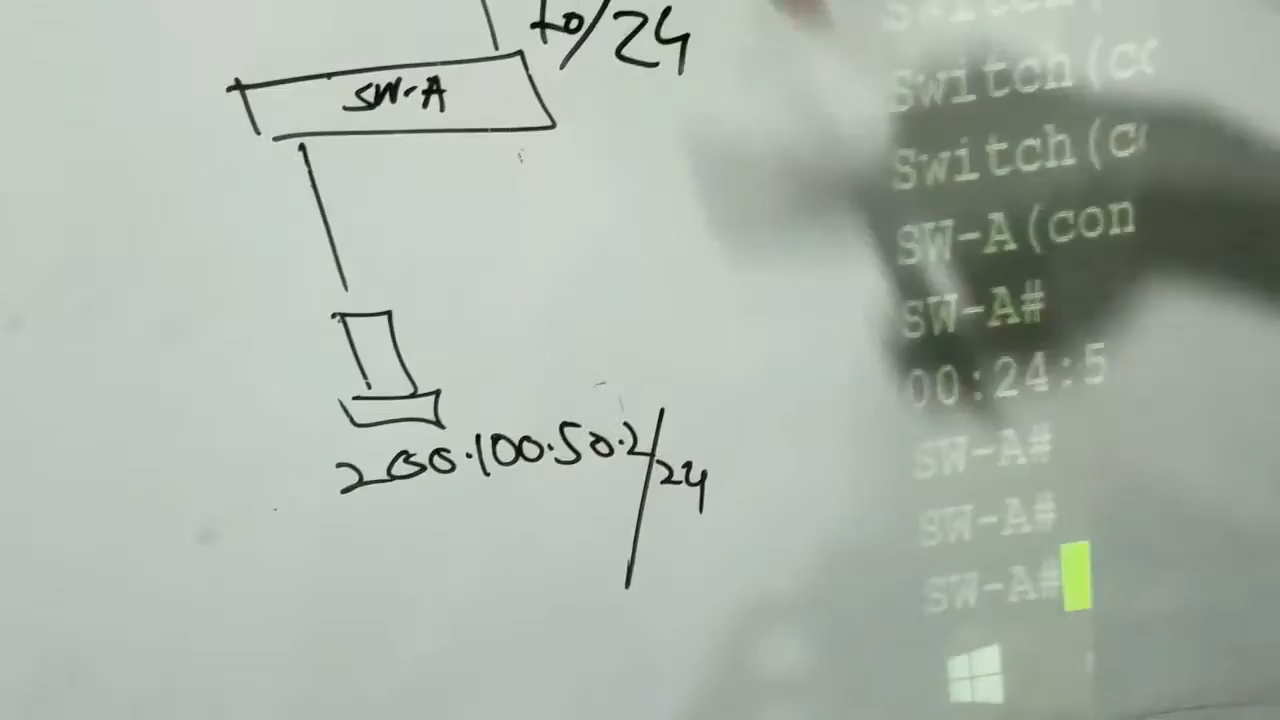 f0/24
SW-A
200.100.50.2/24
Switch(co
Switch(co
SW-A(con
SW-A#
00:24:5
SW-A#
SW-A#
SW-A#